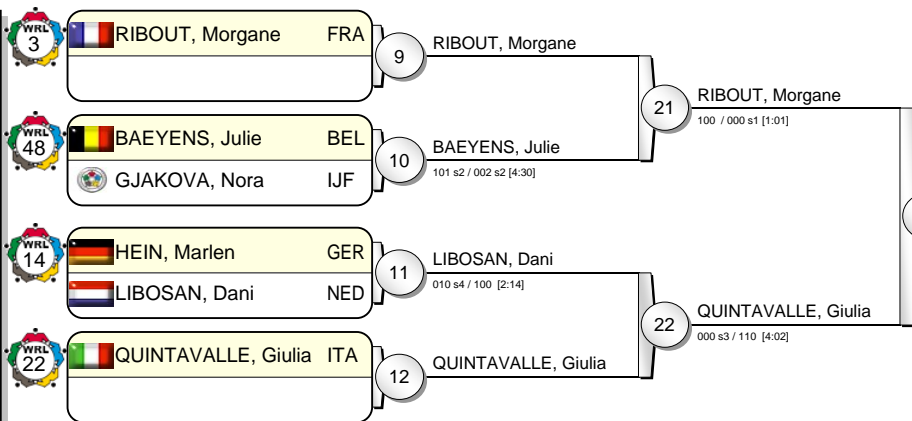 WRL
3
RIBOUT, Morgane FRA
9
RIBOUT, Morgane
21
RIBOUT, Morgane
100 / 000 s1 [1:01]
WRL
48
BAEYENS, Julie BEL
GJAKOVA, Nora IJF
10
BAEYENS, Julie
101 s2 / 002 s2 [4:30]
WRL
14
HEIN, Marlen GER
LIBOSAN, Dani NED
11
LIBOSAN, Dani
010 s4 / 100 [2:14]
22
QUINTAVALLE, Giulia
000 s3 / 110 [4:02]
WRL
22
QUINTAVALLE, Giulia ITA
12
QUINTAVALLE, Giulia